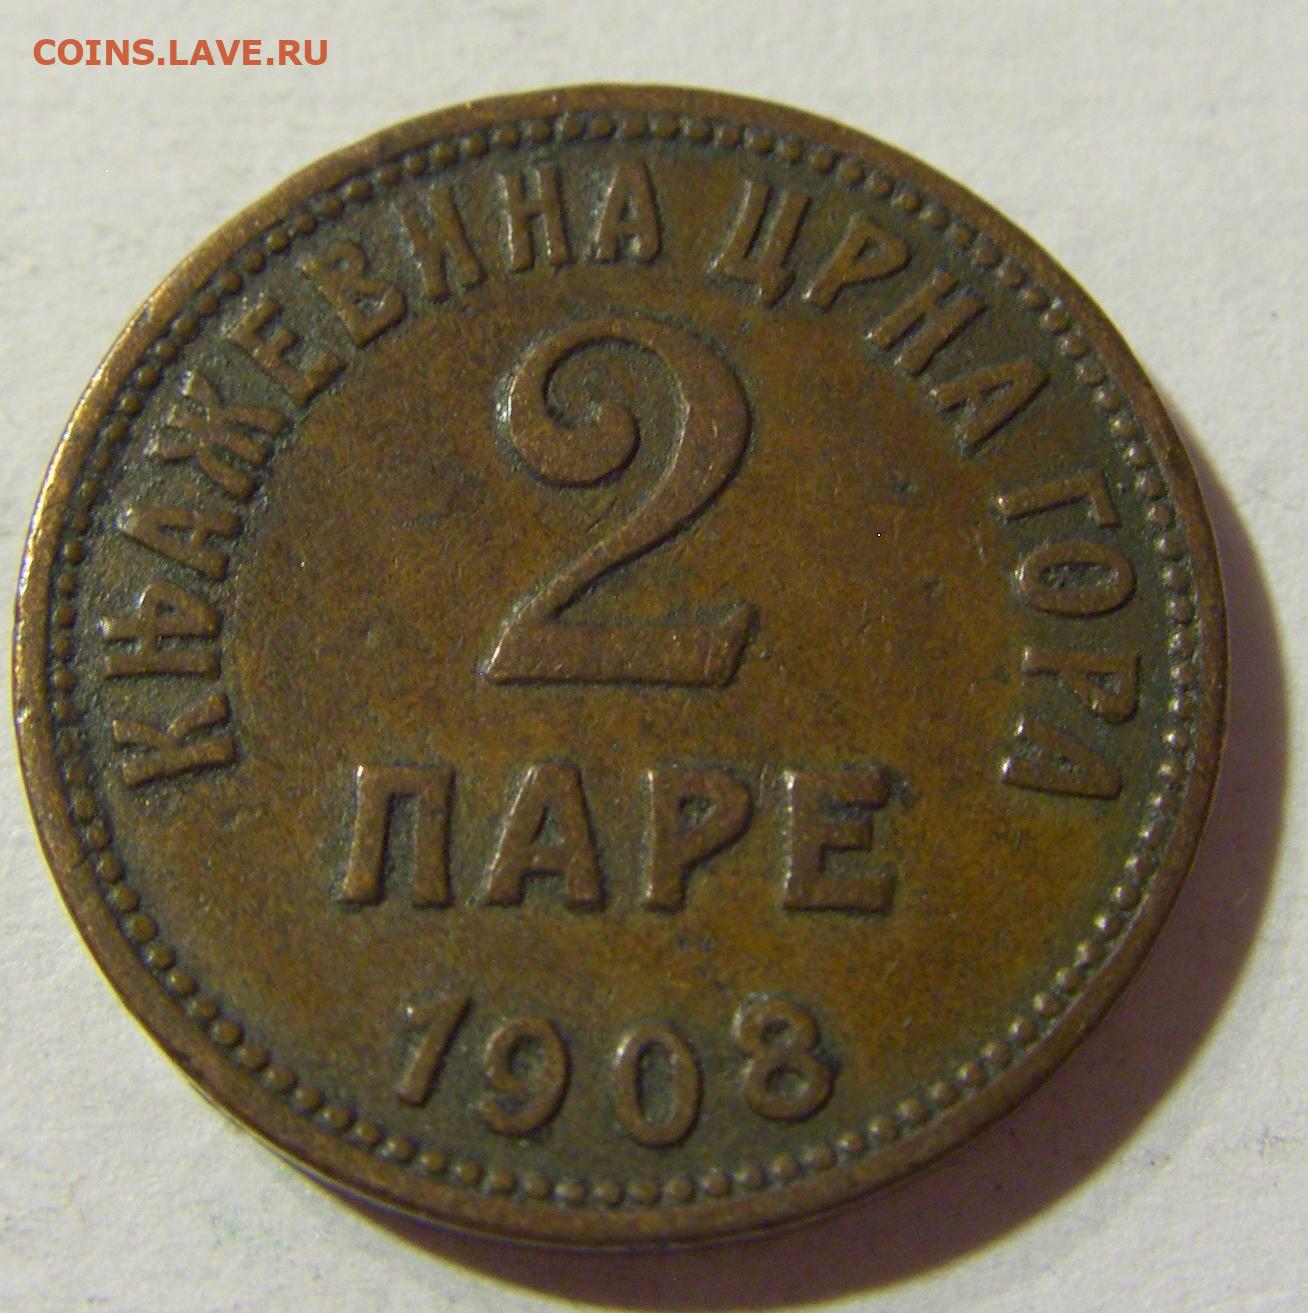 COINS.LAVE.RU
КЊАЖЕВИНА ЦРНА ГОРА
2
ПАРЕ
1908